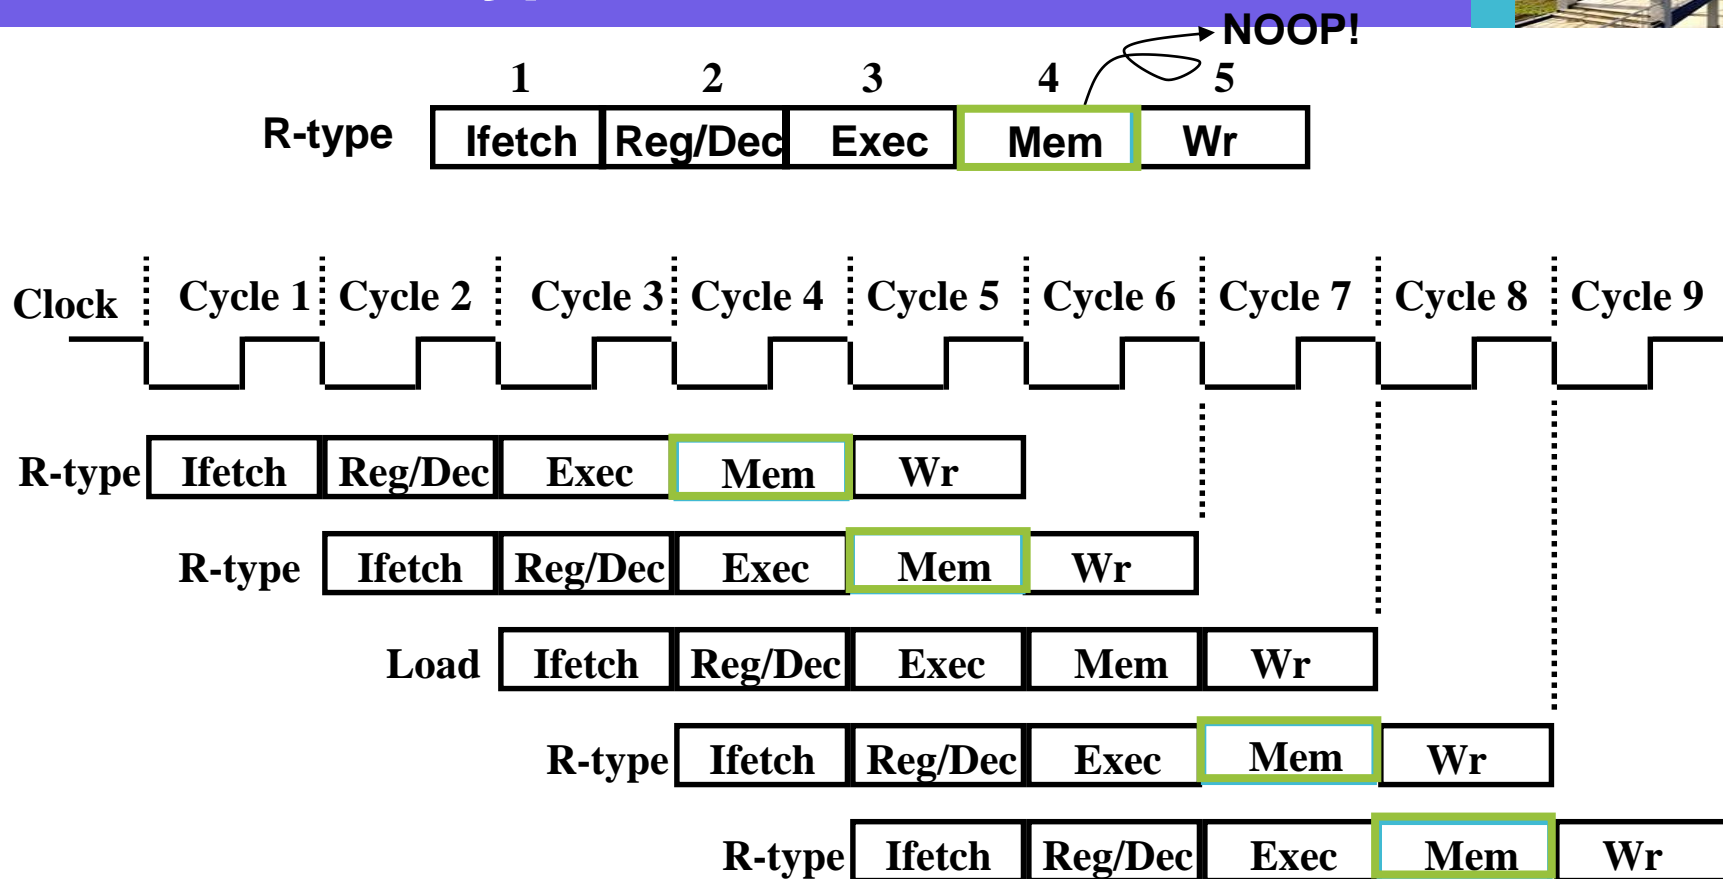 NOOP!
1 2 3 4 5
R-type Ifetch Reg/Dec Exec Mem Wr
Clock Cycle 1 Cycle 2 Cycle 3 Cycle 4 Cycle 5 Cycle 6 Cycle 7 Cycle 8 Cycle 9
R-type Ifetch Reg/Dec Exec Mem Wr
R-type Ifetch Reg/Dec Exec Mem Wr
Load Ifetch Reg/Dec Exec Mem Wr
R-type Ifetch Reg/Dec Exec Mem Wr
R-type Ifetch Reg/Dec Exec Mem Wr